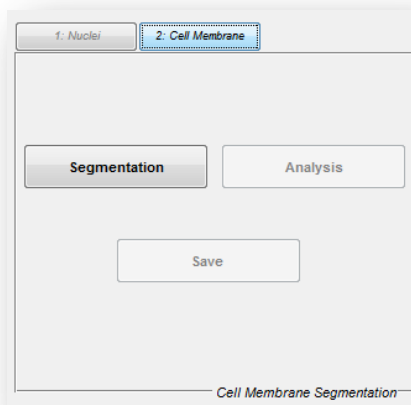 1: Nuclei
2: Cell Membrane
Segmentation
Analysis
Save
Cell Membrane Segmentation